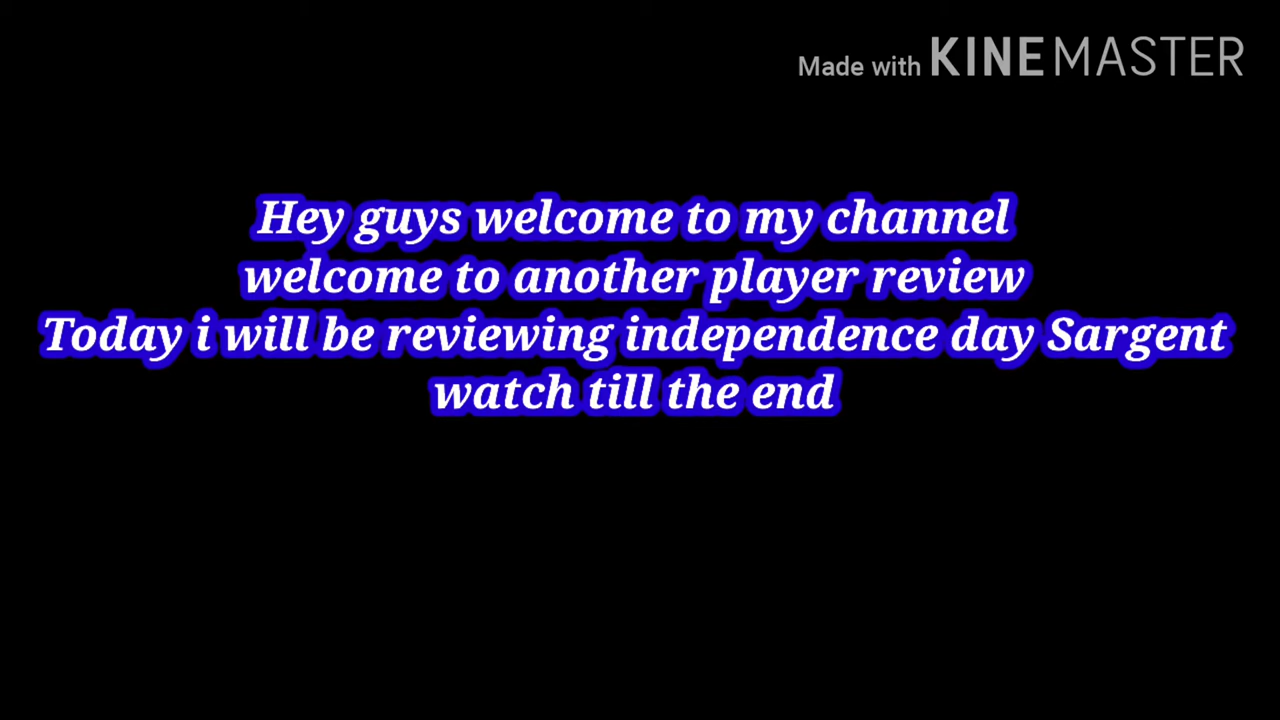 Made with KINEMASTER
Hey guys welcome to my channel
welcome to another player review
Today i will be reviewing independence day Sargent
watch till the end